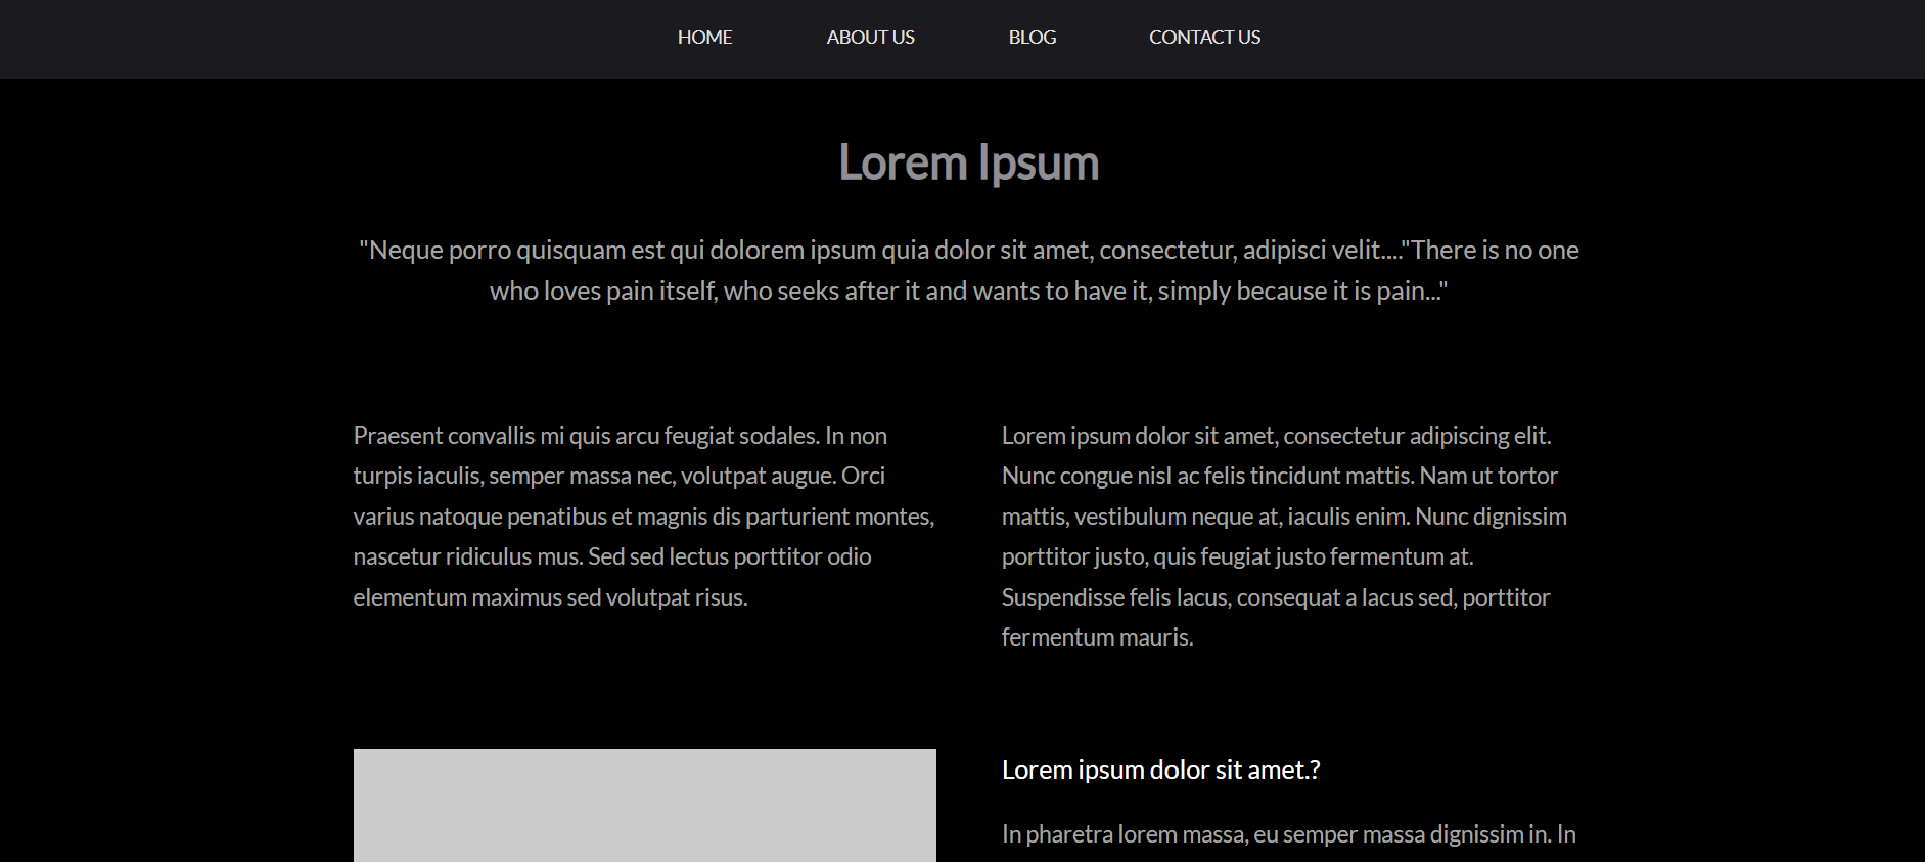 HOME ABOUT US BLOG CONTACT US
Lorem Ipsum
"Neque porro quisquam est qui dolorem ipsum quia dolor sit amet, consectetur, adipisci velit...."There is no one
who loves pain itself, who seeks after it and wants to have it, simply because it is pain..."
Praesent convallis mi quis arcu feugiat sodales. In non
turpis iaculis, semper massa nec, volutpat augue. Orci
varius natoque penatibus et magnis dis parturient montes,
nascetur ridiculus mus. Sed sed lectus porttitor odio
elementum maximus sed volutpat risus.
Lorem ipsum dolor sit amet, consectetur adipiscing elit.
Nunc congue nisl ac felis tincidunt mattis. Nam ut tortor
mattis, vestibulum neque at, iaculis enim. Nunc dignissim
porttitor justo, quis feugiat justo fermentum at.
Suspendisse felis lacus, consequat a lacus sed, porttitor
fermentum mauris.
Lorem ipsum dolor sit amet.?
In pharetra lorem massa, eu semper massa dignissim in. In